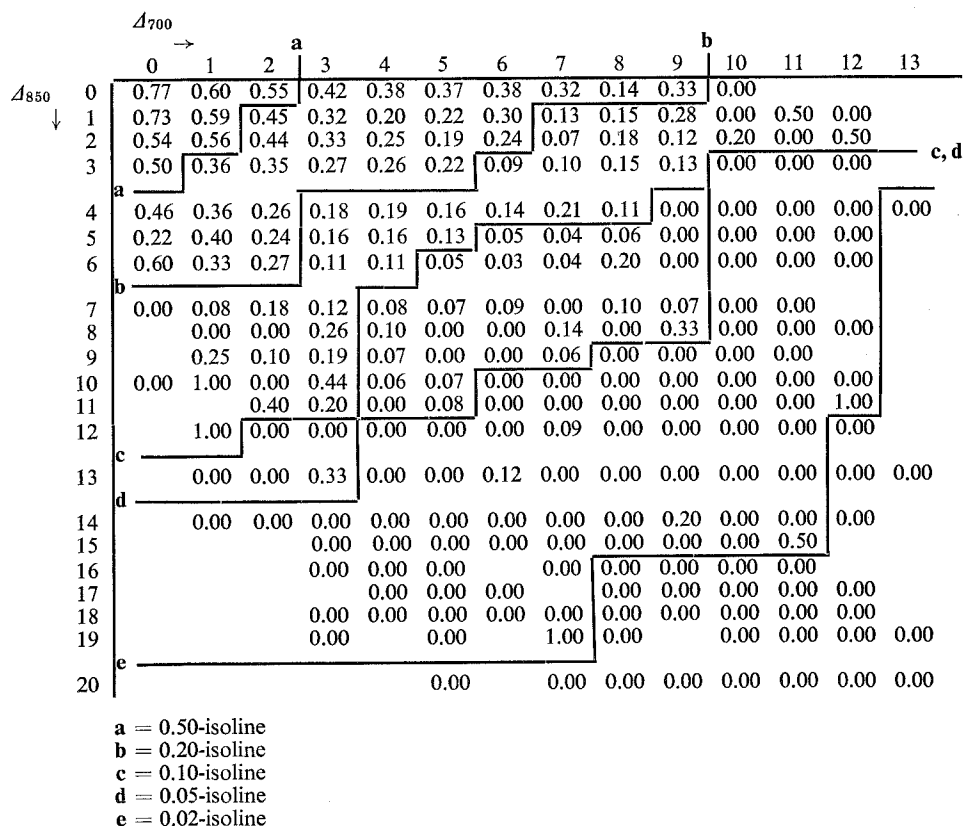 Δ700
→ a b
0 1 2 3 4 5 6 7 8 9 10 11 12 13
Δ850 0 0.77 0.60 0.55 0.42 0.38 0.37 0.38 0.32 0.14 0.33 0.00
↓ 1 0.73 0.59 0.45 0.32 0.20 0.22 0.30 0.13 0.15 0.28 0.00 0.50 0.00
2 0.54 0.56 0.44 0.33 0.25 0.19 0.24 0.07 0.18 0.12 0.20 0.00 0.50
c, d
3 0.50 0.36 0.35 0.27 0.26 0.22 0.09 0.10 0.15 0.13 0.00 0.00 0.00
a
4 0.46 0.36 0.26 0.18 0.19 0.16 0.14 0.21 0.11 0.00 0.00 0.00 0.00 0.00
5 0.22 0.40 0.24 0.16 0.16 0.13 0.05 0.04 0.06 0.00 0.00 0.00 0.00
6 0.60 0.33 0.27 0.11 0.11 0.05 0.03 0.04 0.20 0.00 0.00 0.00 0.00
b
7 0.00 0.08 0.18 0.12 0.08 0.07 0.09 0.00 0.10 0.07 0.00 0.00
8 0.00 0.00 0.26 0.10 0.00 0.00 0.14 0.00 0.33 0.00 0.00 0.00
9 0.25 0.10 0.19 0.07 0.00 0.00 0.06 0.00 0.00 0.00 0.00
10 0.00 1.00 0.00 0.44 0.06 0.07 0.00 0.00 0.00 0.00 0.00 0.00 0.00
11 0.40 0.20 0.00 0.08 0.00 0.00 0.00 0.00 0.00 0.00 1.00
12 1.00 0.00 0.00 0.00 0.00 0.00 0.09 0.00 0.00 0.00 0.00 0.00
c
13 0.00 0.00 0.33 0.00 0.00 0.12 0.00 0.00 0.00 0.00 0.00 0.00 0.00
d
14 0.00 0.00 0.00 0.00 0.00 0.00 0.00 0.00 0.20 0.00 0.00 0.00
15 0.00 0.00 0.00 0.00 0.00 0.00 0.00 0.00 0.50
16 0.00 0.00 0.00 0.00 0.00 0.00 0.00 0.00
17 0.00 0.00 0.00 0.00 0.00 0.00 0.00 0.00
18 0.00 0.00 0.00 0.00 0.00 0.00 0.00 0.00 0.00 0.00
19 0.00 0.00 1.00 0.00 0.00 0.00 0.00 0.00
e
20 0.00 0.00 0.00 0.00 0.00 0.00 0.00 0.00
a = 0.50-isoline
b = 0.20-isoline
c = 0.10-isoline
d = 0.05-isoline
e = 0.02-isoline